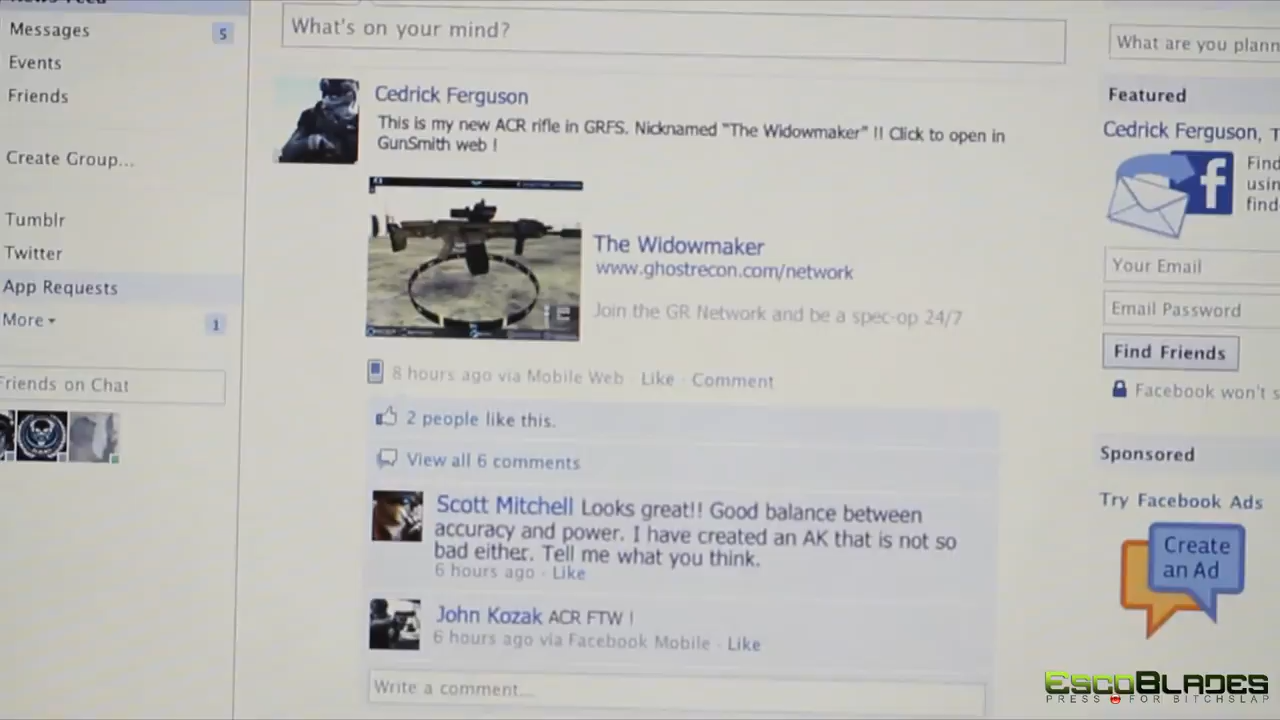 News Feed
Messages
5
Events
Friends
Create Group...
Tumblr
Twitter
App Requests
More
1
Friends on Chat
What's on your mind?
Cedrick Ferguson
This is my new ACR rifle in GRFS. Nicknamed "The Widowmaker" !! Click to open in
GunSmith web !
The Widowmaker
www.ghostrecon.com/network
Join the GR Network and be a spec-op 24/7
8 hours ago via Mobile Web · Like · Comment
2 people like this.
View all 6 comments
Scott Mitchell Looks great!! Good balance between
accuracy and power. I have created an AK that is not so
bad either. Tell me what you think.
6 hours ago · Like
John Kozak ACR FTW !
6 hours ago via Facebook Mobile · Like
Write a comment...
What are you plann
Featured
Cedrick Ferguson, T
f
Find
usin
find
Your Email
Email Password
Find Friends
Facebook won't s
Sponsored
Try Facebook Ads
Create
an Ad
EscoBlades
PRESS FOR BITCHSLAP